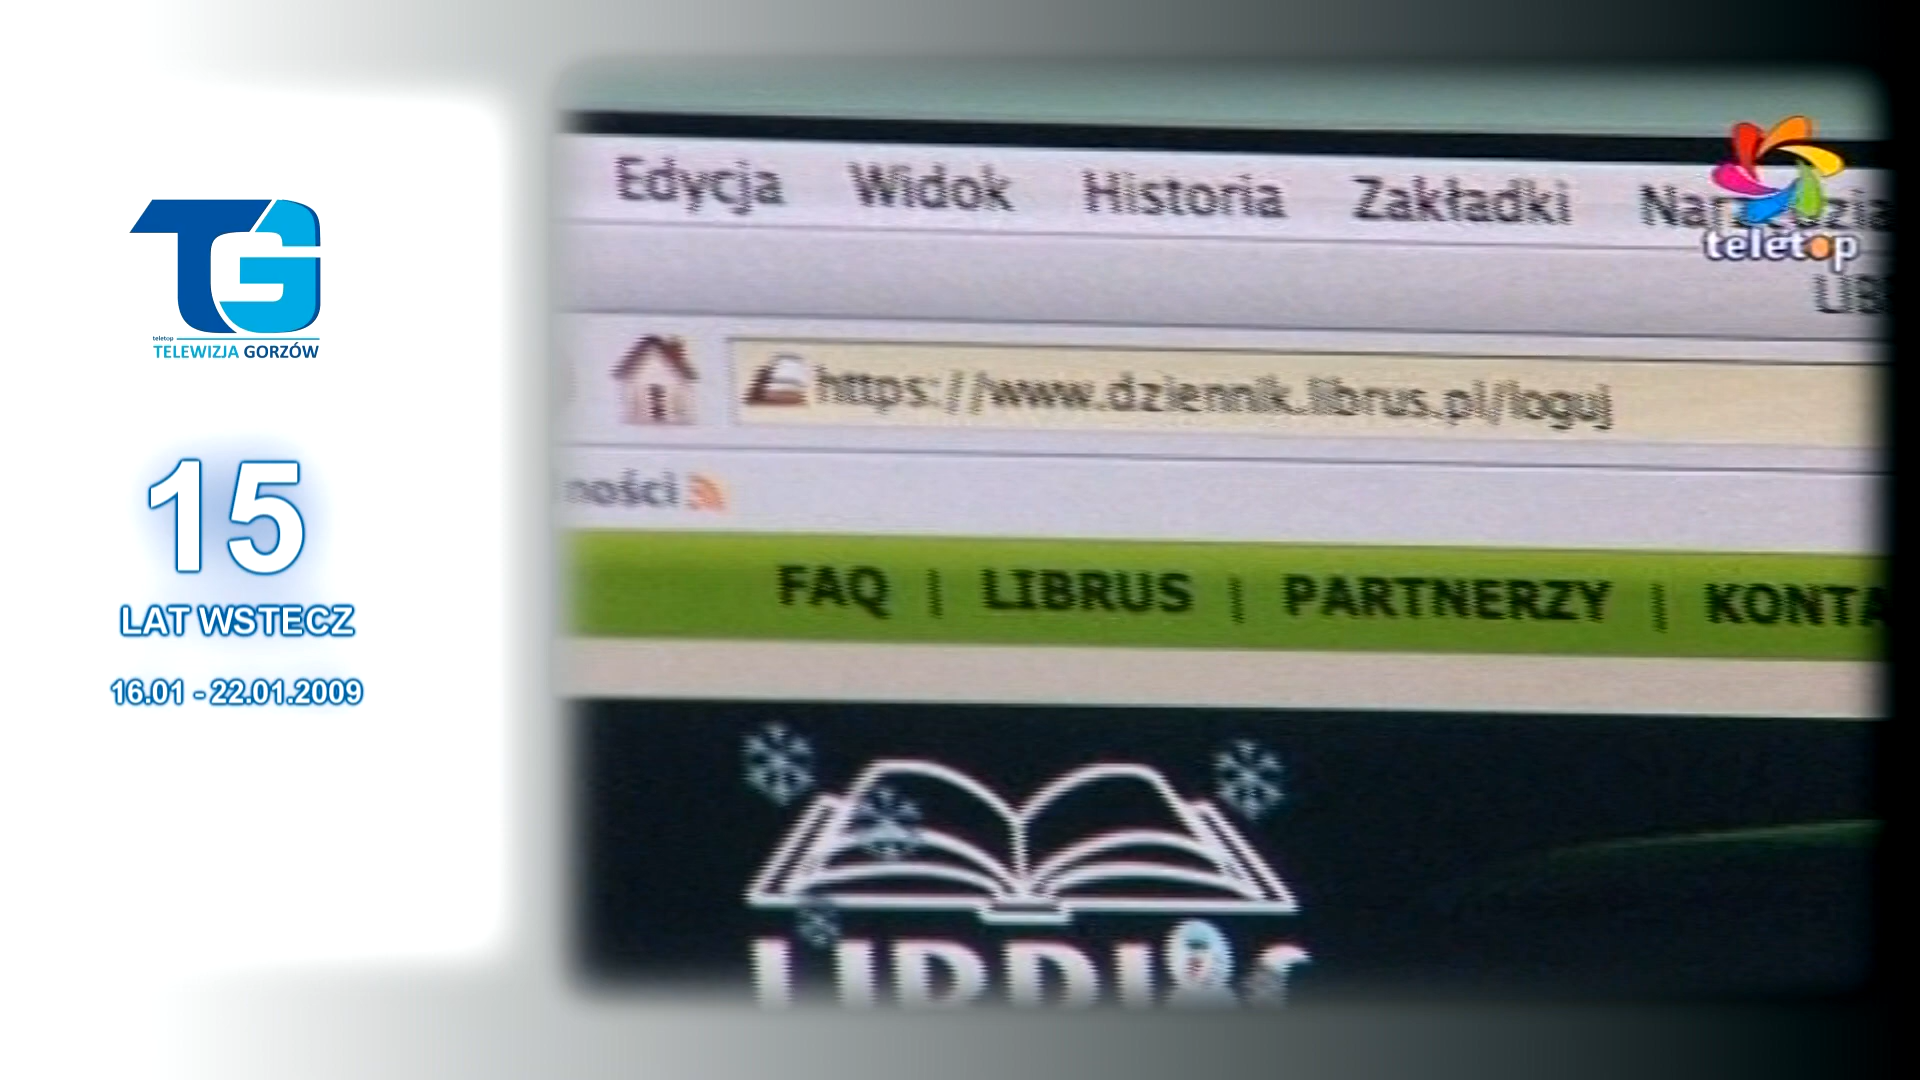 teletop
TELEWIZJA GORZÓW
15
LAT WSTECZ
16.01 - 22.01.2009
Edycja Widok Historia Zakładki
teletop
https://www.dziennik.librus.pl/loguj
ności
FAQ | LIBRUS | PARTNERZY | KONTA